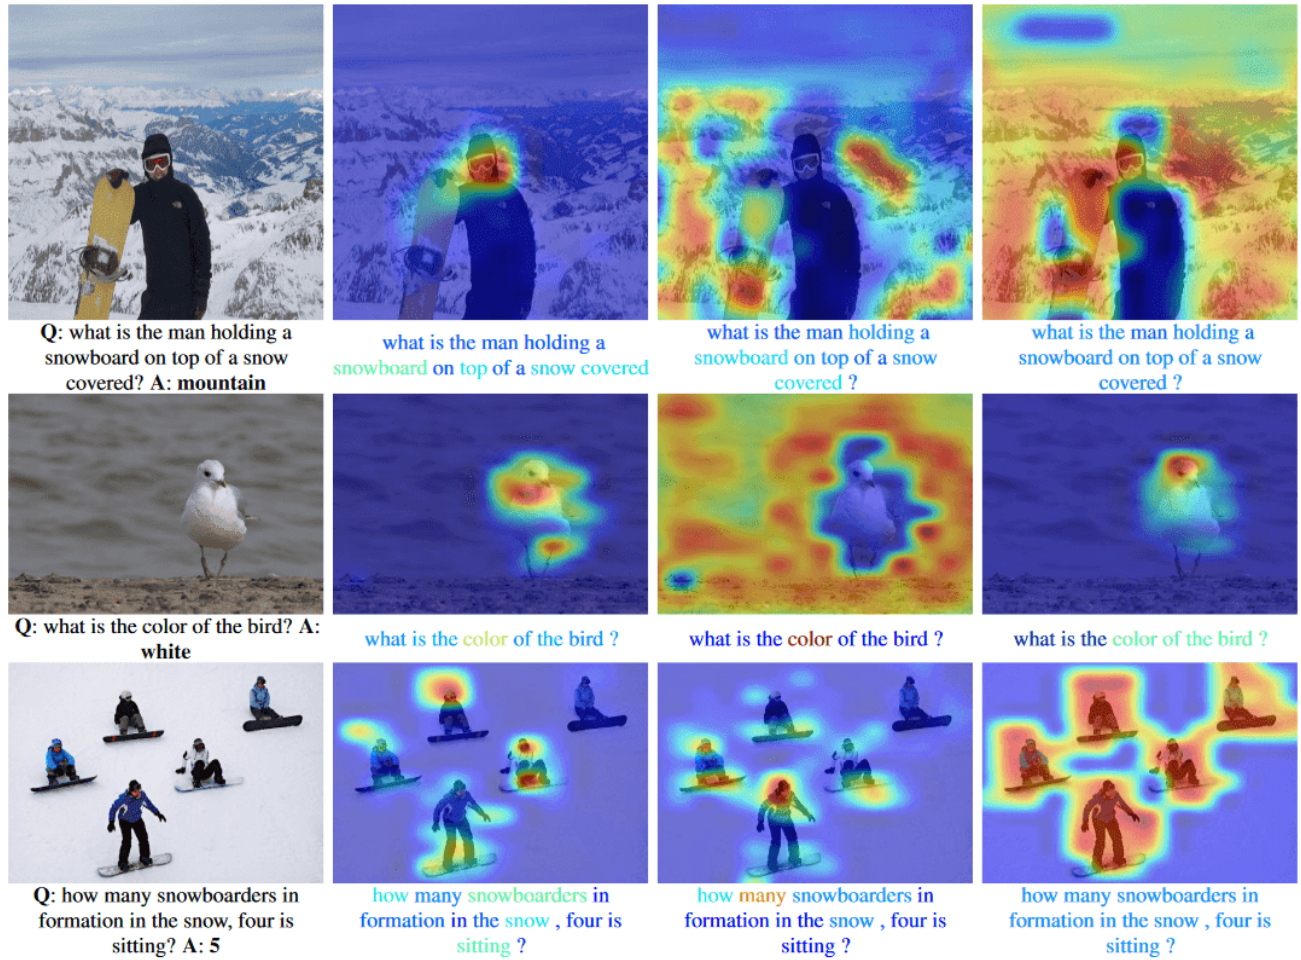 Q: what is the man holding a
snowboard on top of a snow
covered? A: mountain
what is the man holding a
snowboard on top of a snow covered
what is the man holding a
snowboard on top of a snow
covered ?
what is the man holding a
snowboard on top of a snow
covered ?
Q: what is the color of the bird? A:
white
what is the color of the bird ?
what is the color of the bird ?
what is the color of the bird ?
Q: how many snowboarders in
formation in the snow, four is
sitting? A: 5
how many snowboarders in
formation in the snow , four is
sitting ?
how many snowboarders in
formation in the snow , four is
sitting ?
how many snowboarders in
formation in the snow , four is
sitting ?